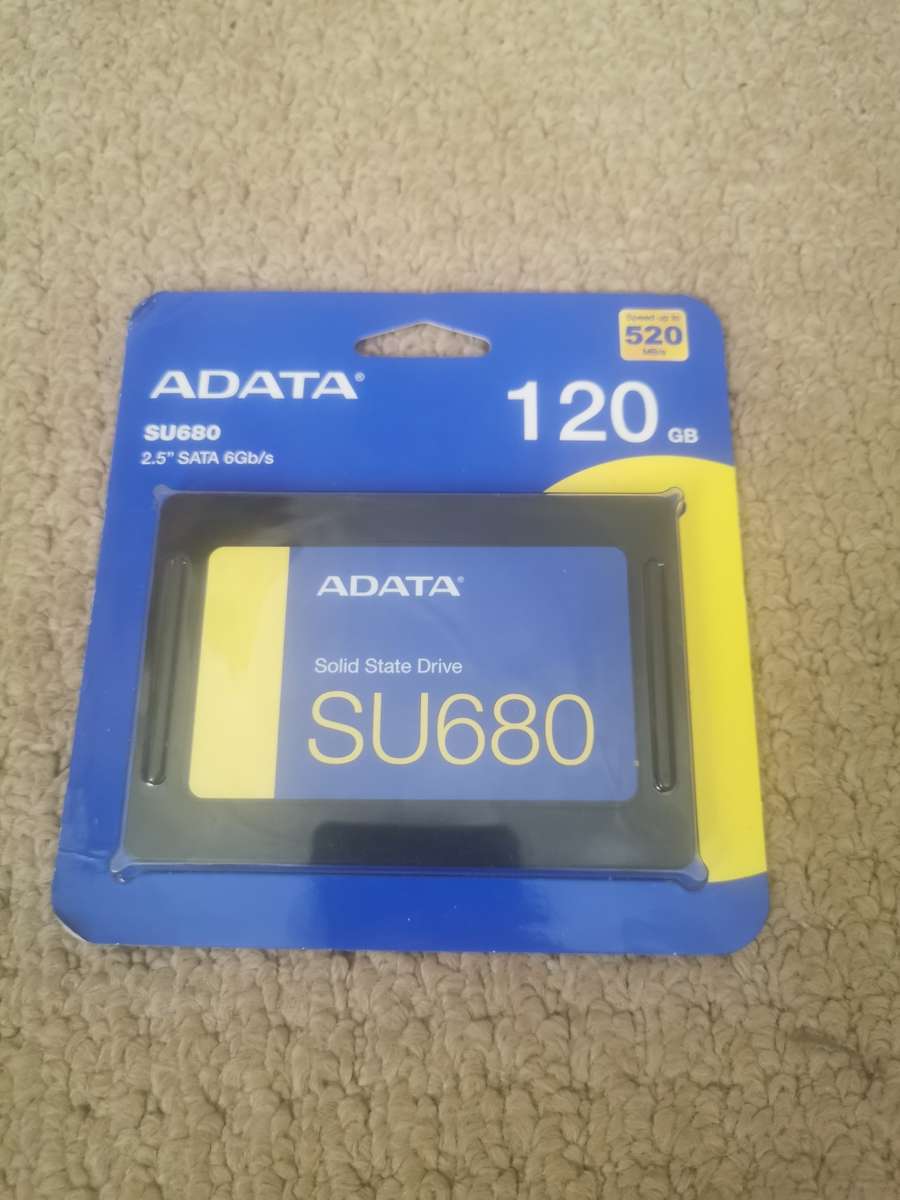 Speed up to
520
MB/s
ADATA®
120 GB
SU680
2.5" SATA 6Gb/s
ADATA®
Solid State Drive
SU680